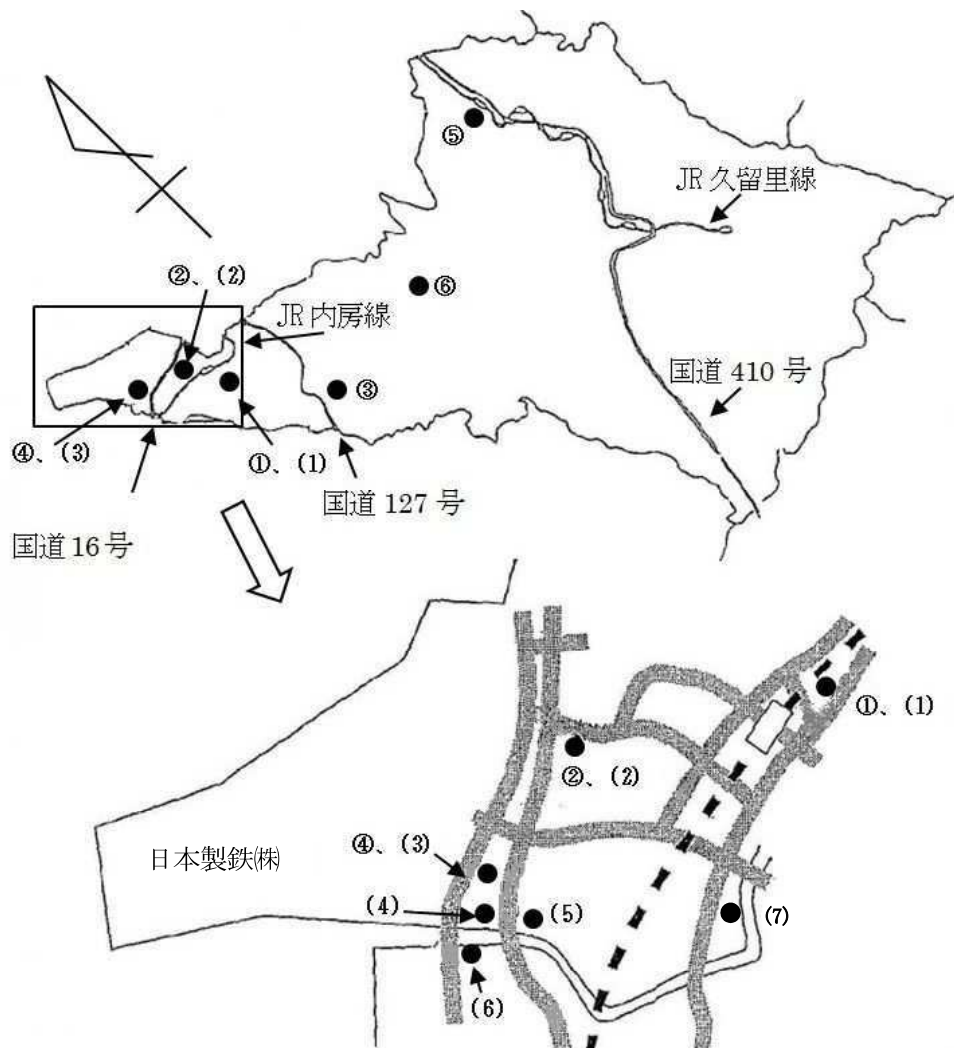 ⑤
JR 久留里線
②、(2)
⑥
JR 内房線
国道 410 号
③
④、(3)
①、(1)
国道 127 号
国道 16 号
①、(1)
②、(2)
日本製鉄㈱
④、(3)
(4)
(5)
(7)
(6)